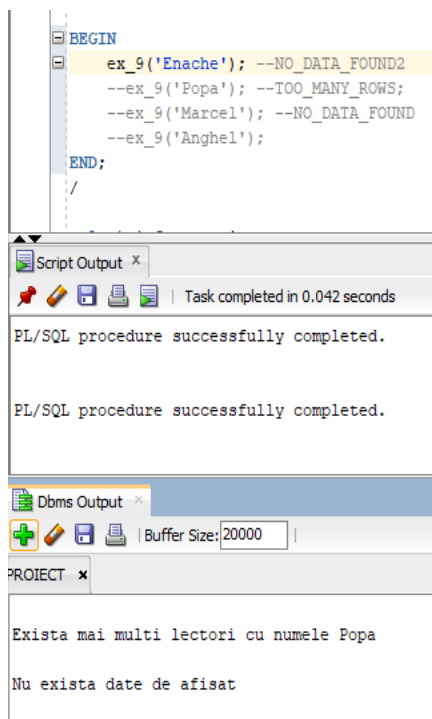 BEGIN
ex_9('Enache'); --NO_DATA_FOUND2
--ex_9('Popa'); --TOO_MANY_ROWS;
--ex_9('Marcel'); --NO_DATA_FOUND
--ex_9('Anghel');
END;
/
Script Output ×
Task completed in 0.042 seconds
PL/SQL procedure successfully completed.
PL/SQL procedure successfully completed.
Dbms Output ×
Buffer Size: 20000
PROIECT ×
Exista mai multi lectori cu numele Popa
Nu exista date de afisat